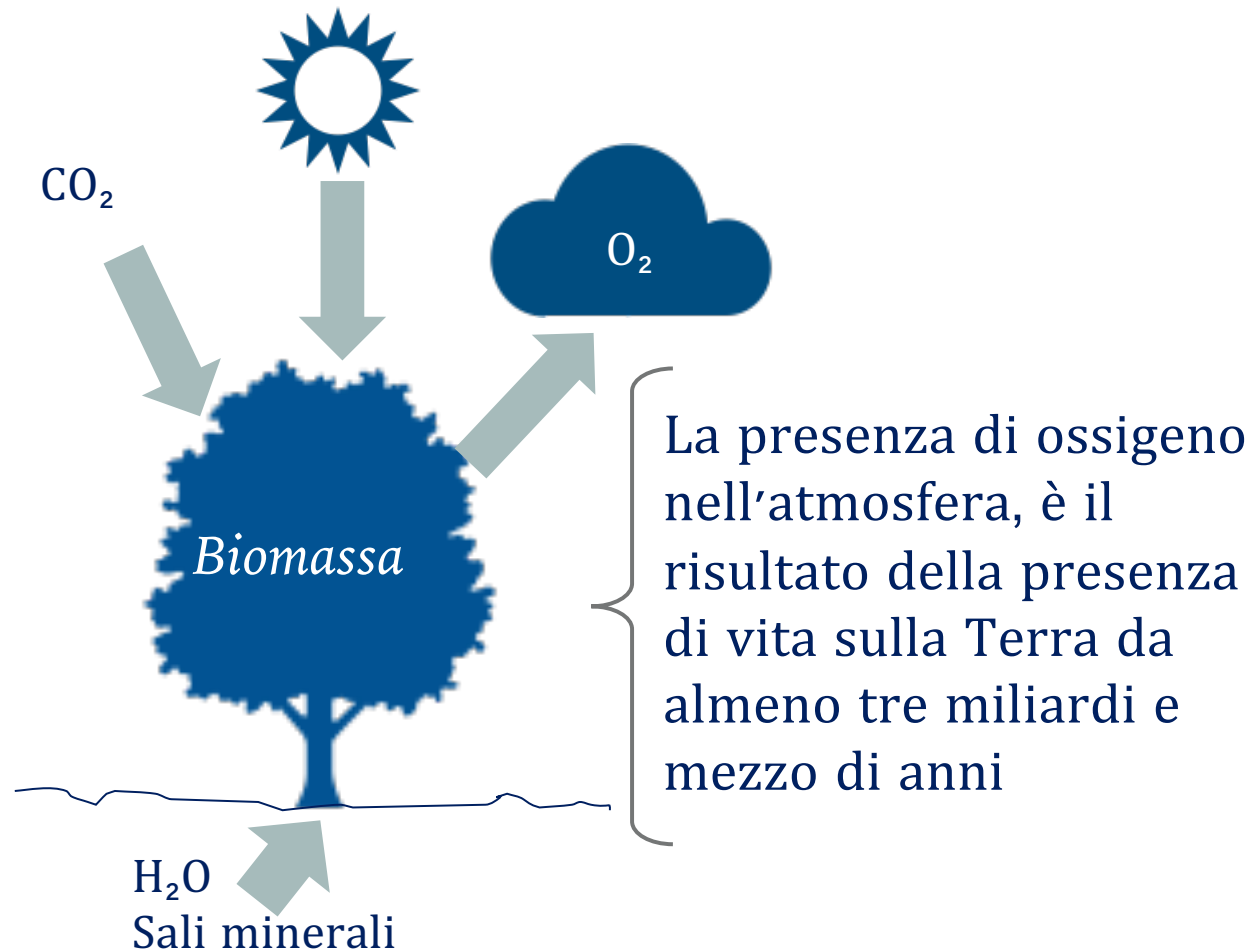 CO₂
O₂
Biomassa
La presenza di ossigeno
nell'atmosfera, è il
risultato della presenza
di vita sulla Terra da
almeno tre miliardi e
mezzo di anni
H₂O
Sali minerali